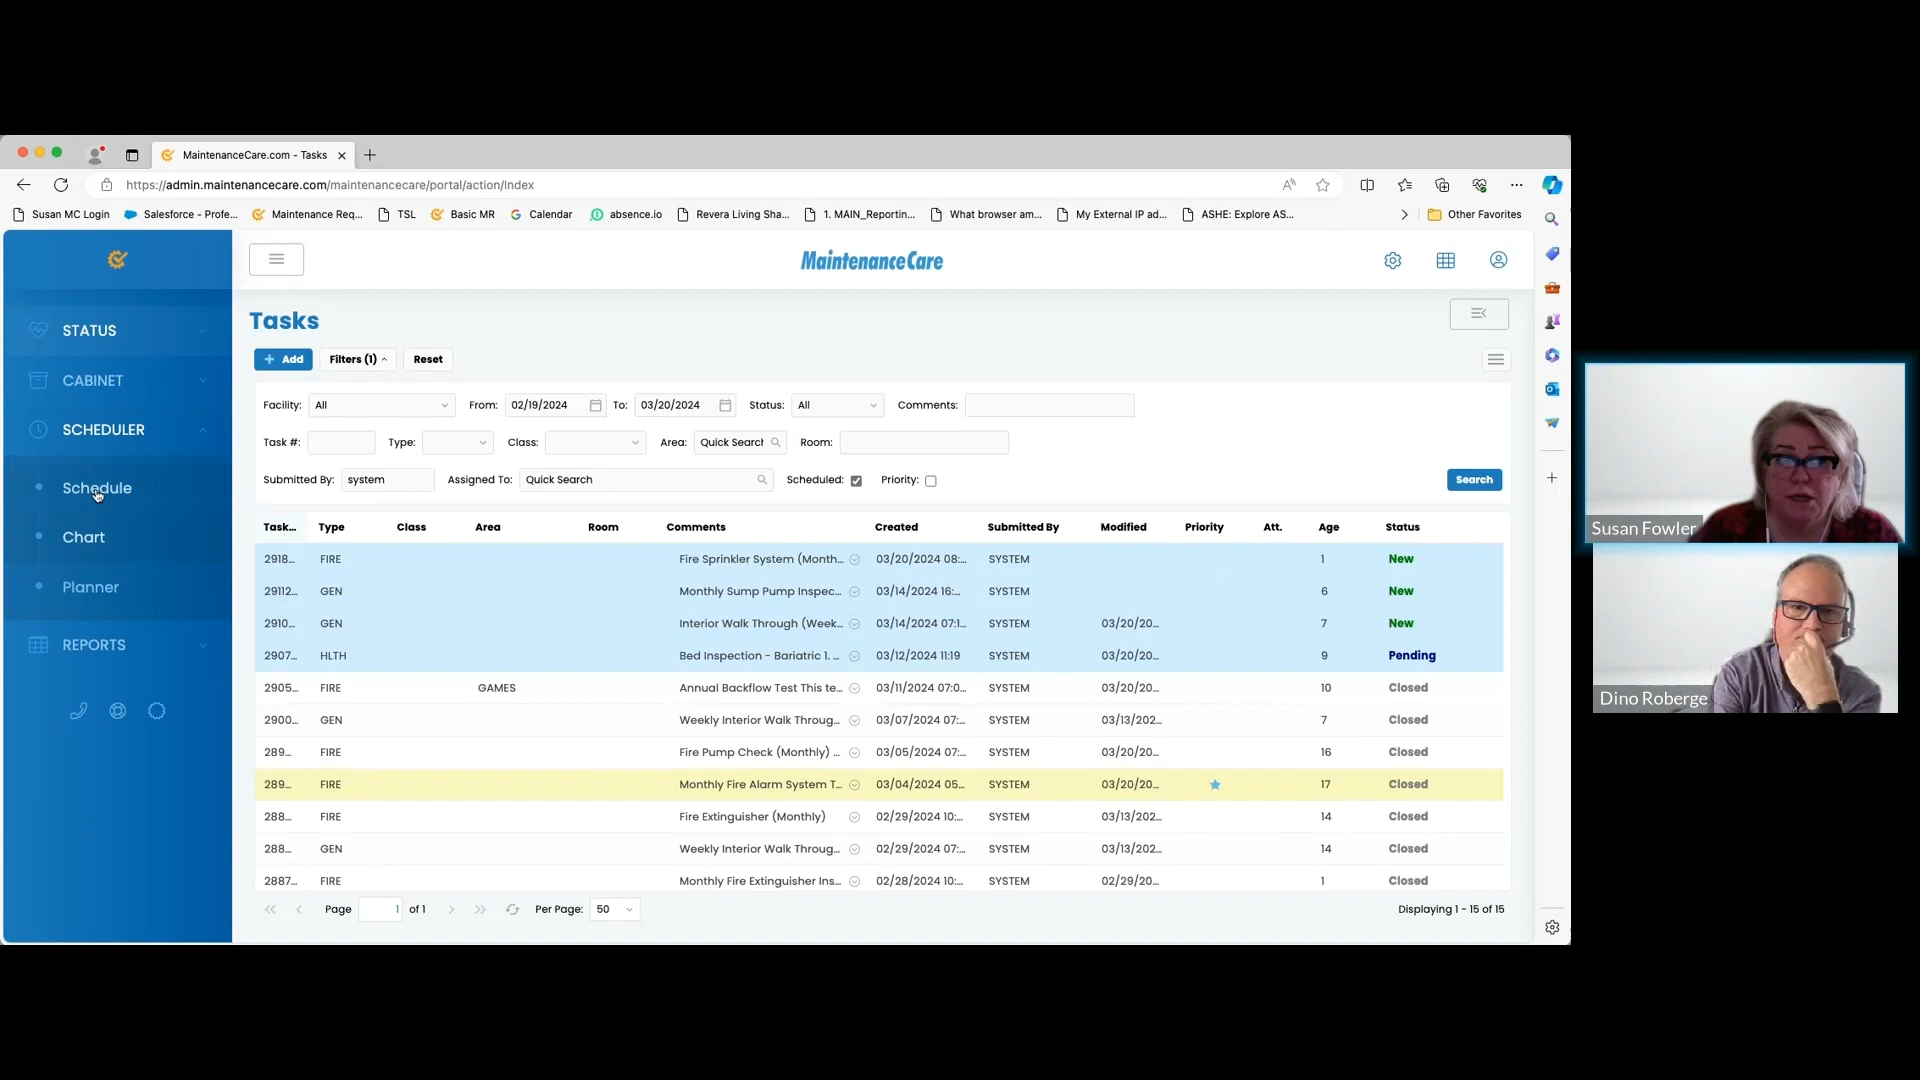 MaintenanceCare.com - Tasks
https://admin.maintenancecare.com/maintenancecare/portal/action/Index
Susan MC Login Salesforce - Profe... Maintenance Req... TSL Basic MR Calendar absence.io Revera Living Sha... 1. MAIN_Reportin... What browser am... My External IP ad... ASHE: Explore AS... Other Favorites
MaintenanceCare
STATUS
CABINET
SCHEDULER
Schedule
Chart
Planner
REPORTS
Tasks
+ Add Filters (1) Reset
Facility: All From: 02/19/2024 To: 03/20/2024 Status: All Comments:
Task #: Type: Class: Area: Quick Search Room:
Submitted By: system Assigned To: Quick Search Scheduled: Priority: Search
Task... Type Class Area Room Comments Created Submitted By Modified Priority Att. Age Status
2918... FIRE Fire Sprinkler System (Month... 03/20/2024 08:... SYSTEM 1 New
29112... GEN Monthly Sump Pump Inspec... 03/14/2024 16:... SYSTEM 6 New
2910... GEN Interior Walk Through (Week... 03/14/2024 07:1... SYSTEM 03/20/20... 7 New
2907... HLTH Bed Inspection - Bariatric 1. ... 03/12/2024 11:19 SYSTEM 03/20/20... 9 Pending
2905... FIRE GAMES Annual Backflow Test This te... 03/11/2024 07:0... SYSTEM 03/20/20... 10 Closed
2900... GEN Weekly Interior Walk Throug... 03/07/2024 07:... SYSTEM 03/13/202... 7 Closed
289... FIRE Fire Pump Check (Monthly) ... 03/05/2024 07:... SYSTEM 03/20/20... 16 Closed
289... FIRE Monthly Fire Alarm System T... 03/04/2024 05... SYSTEM 03/20/20... 17 Closed
288... FIRE Fire Extinguisher (Monthly) 02/29/2024 10:... SYSTEM 03/13/202... 14 Closed
288... GEN Weekly Interior Walk Throug... 02/29/2024 07:... SYSTEM 03/13/202... 14 Closed
2887... FIRE Monthly Fire Extinguisher Ins... 02/28/2024 10:... SYSTEM 02/29/20... 1 Closed
Page 1 of 1 Per Page: 50 Displaying 1 - 15 of 15
Susan Fowler
Dino Roberge